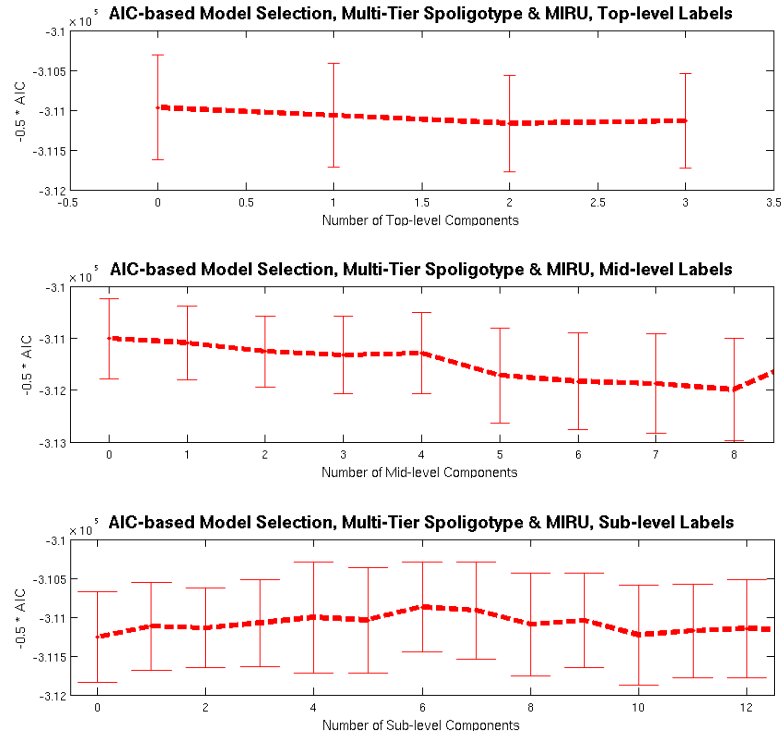 AIC-based Model Selection, Multi-Tier Spoligotype & MIRU, Top-level Labels
× 10^5
-3.1
-3.105
-3.11
-3.115
-3.12
-0.5 * AIC
-0.5 0 0.5 1 1.5 2 2.5 3 3.5
Number of Top-level Components
AIC-based Model Selection, Multi-Tier Spoligotype & MIRU, Mid-level Labels
× 10^5
-3.1
-3.11
-3.12
-3.13
-0.5 * AIC
0 1 2 3 4 5 6 7 8
Number of Mid-level Components
AIC-based Model Selection, Multi-Tier Spoligotype & MIRU, Sub-level Labels
× 10^5
-3.1
-3.105
-3.11
-3.115
-3.12
-0.5 * AIC
0 2 4 6 8 10 12
Number of Sub-level Components